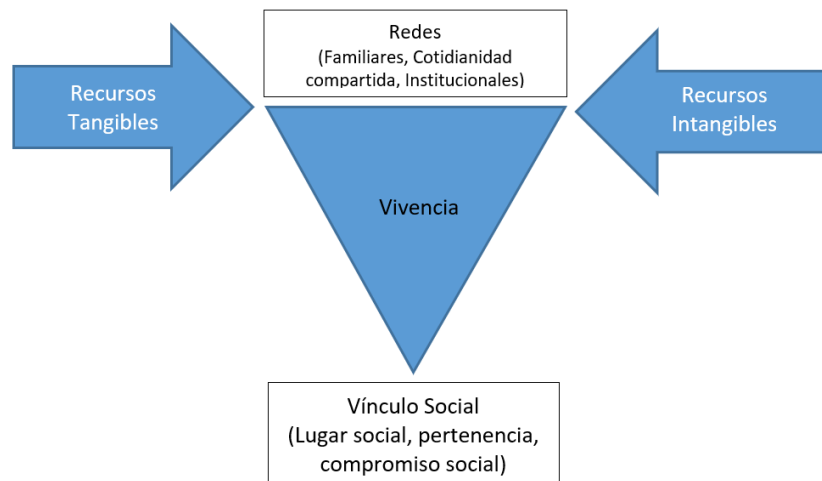 Redes
(Familiares, Cotidianidad
compartida, Institucionales)
Recursos
Tangibles
Recursos
Intangibles
Vivencia
Vínculo Social
(Lugar social, pertenencia,
compromiso social)